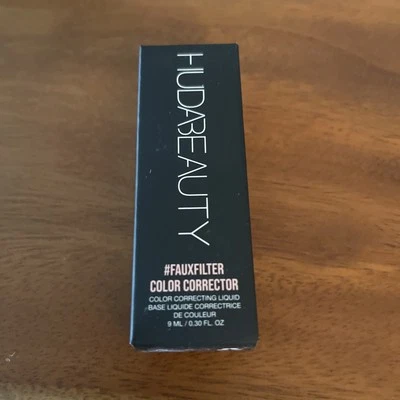 HUDABEAUTY
#FAUXFILTER
COLOR CORRECTOR
COLOR CORRECTING LIQUID
BASE LIQUIDE CORRECTRICE
DE COULEUR
9 ML / 0.30 FL. OZ